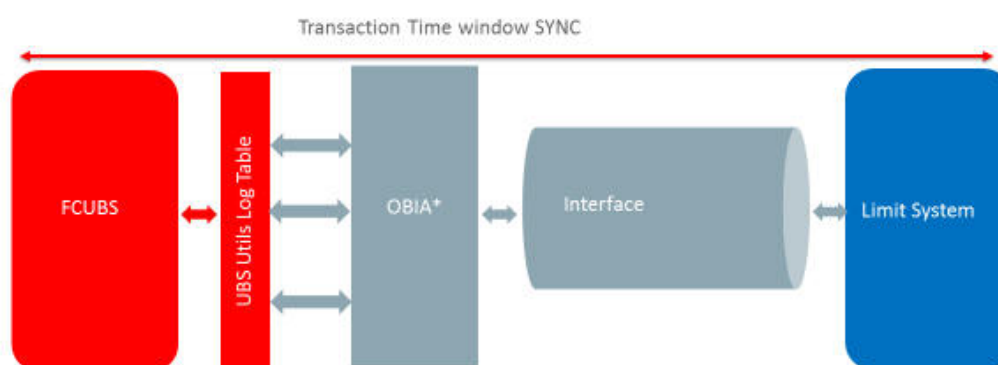 Transaction Time window SYNC
FCUBS
UBS Utils Log Table
OBIA+
Interface
Limit System